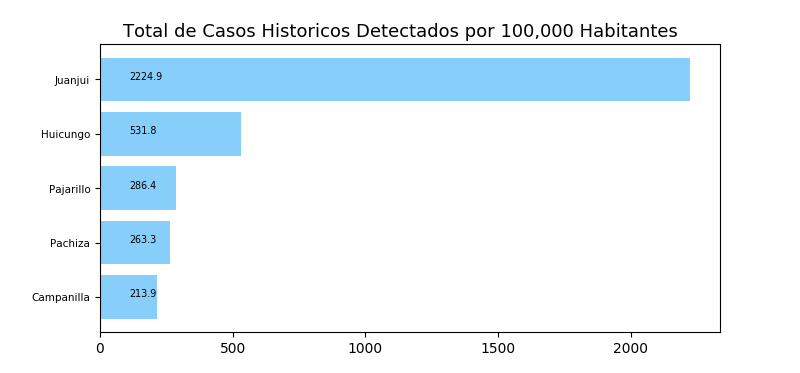 Total de Casos Historicos Detectados por 100,000 Habitantes
Juanjui 2224.9
Huicungo 531.8
Pajarillo 286.4
Pachiza 263.3
Campanilla 213.9
0 500 1000 1500 2000